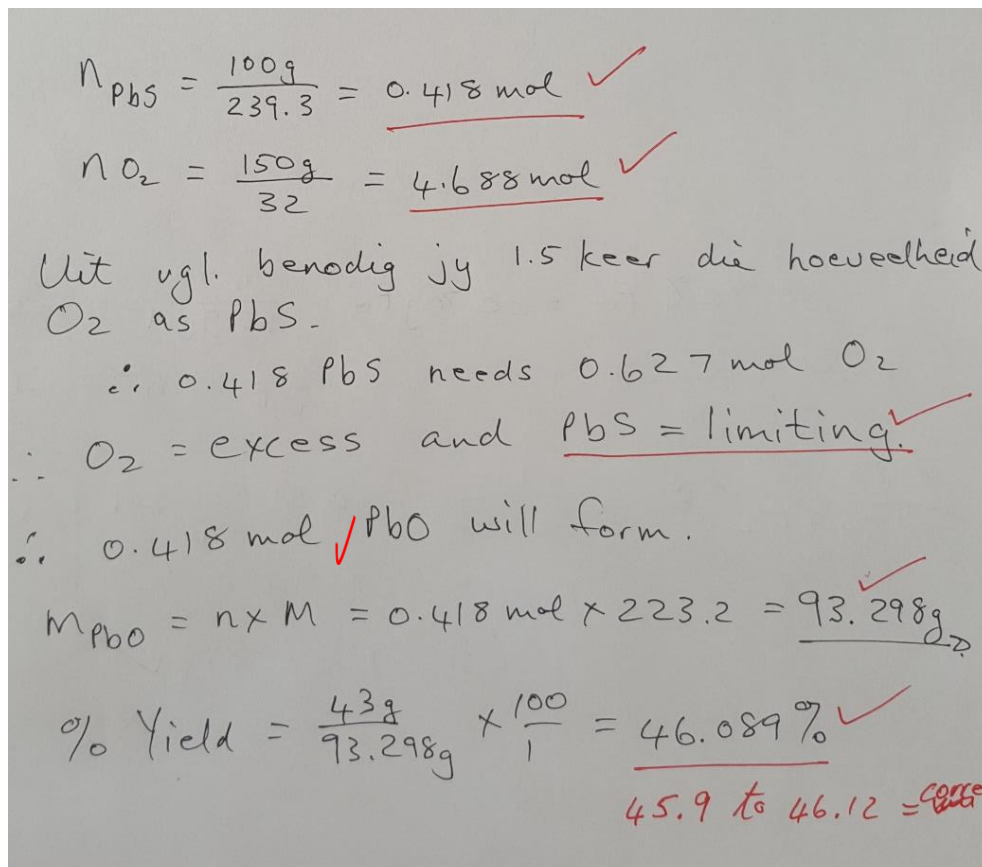 n PbS = 100g / 239.3 = 0.418 mol ✓
n O2 = 150g / 32 = 4.688 mol ✓
Uit vgl. benodig jy 1.5 keer die hoeveelheid
O2 as PbS.
∴ 0.418 PbS needs 0.627 mol O2
∴ O2 = excess and PbS = limiting. ✓
∴ 0.418 mol ✓ PbO will form.
m PbO = n x M = 0.418 mol x 223.2 = 93.298g ✓
% Yield = 43g / 93.298g x 100 / 1 = 46.089% ✓
45.9 to 46.12 =